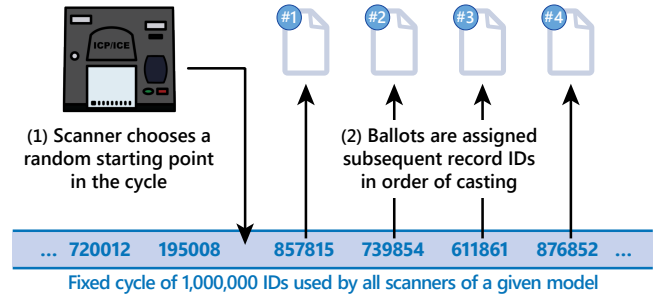 #1 #2 #3 #4
ICP/ICE
(1) Scanner chooses a
random starting point
in the cycle
(2) Ballots are assigned
subsequent record IDs
in order of casting
... 720012 195008 857815 739854 611861 876852 ...
Fixed cycle of 1,000,000 IDs used by all scanners of a given model